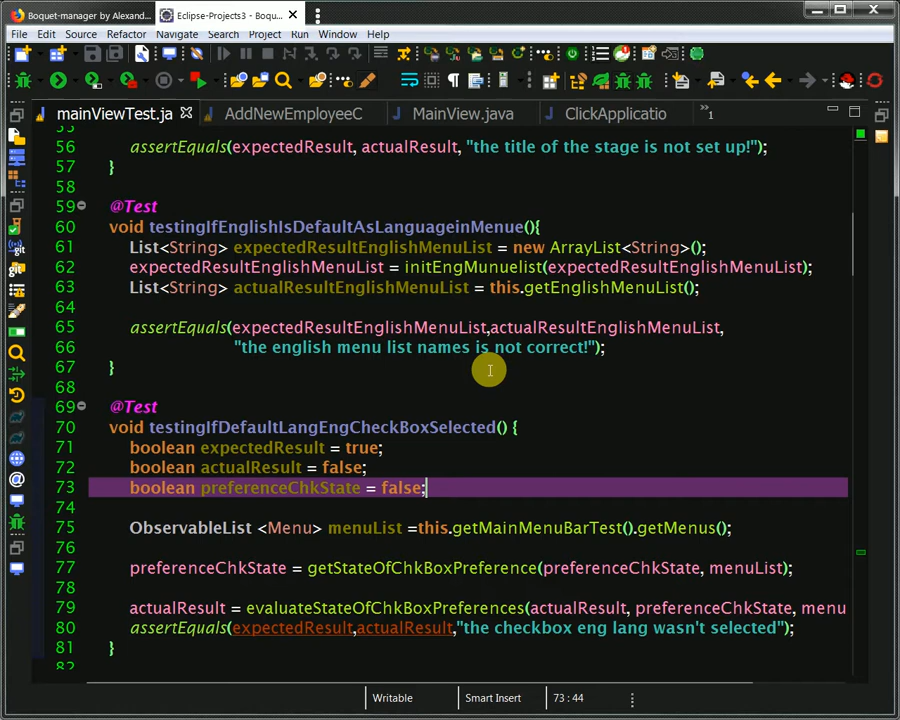 Boquet-manager by Alexand...
Eclipse-Projects3 - Boqu...
File Edit Source Refactor Navigate Search Project Run Window Help
mainViewTest.ja AddNewEmployeeC MainView.java ClickApplicatio »1
56 assertEquals(expectedResult, actualResult, "the title of the stage is not set up!");
57 }
58
59 @Test
60 void testingIfEnglishIsDefaultAsLanguageinMenue(){
61 List<String> expectedResultEnglishMenuList = new ArrayList<String>();
62 expectedResultEnglishMenuList = initEngMunuelist(expectedResultEnglishMenuList);
63 List<String> actualResultEnglishMenuList = this.getEnglishMenuList();
64
65 assertEquals(expectedResultEnglishMenuList,actualResultEnglishMenuList,
66 "the english menu list names is not correct!");
67 }
68
69 @Test
70 void testingIfDefaultLangEngCheckBoxSelected() {
71 boolean expectedResult = true;
72 boolean actualResult = false;
73 boolean preferenceChkState = false;
74
75 ObservableList <Menu> menuList =this.getMainMenuBarTest().getMenus();
76
77 preferenceChkState = getStateOfChkBoxPreference(preferenceChkState, menuList);
78
79 actualResult = evaluateStateOfChkBoxPreferences(actualResult, preferenceChkState, menu
80 assertEquals(expectedResult,actualResult,"the checkbox eng lang wasn't selected");
81 }
Writable Smart Insert 73 : 44